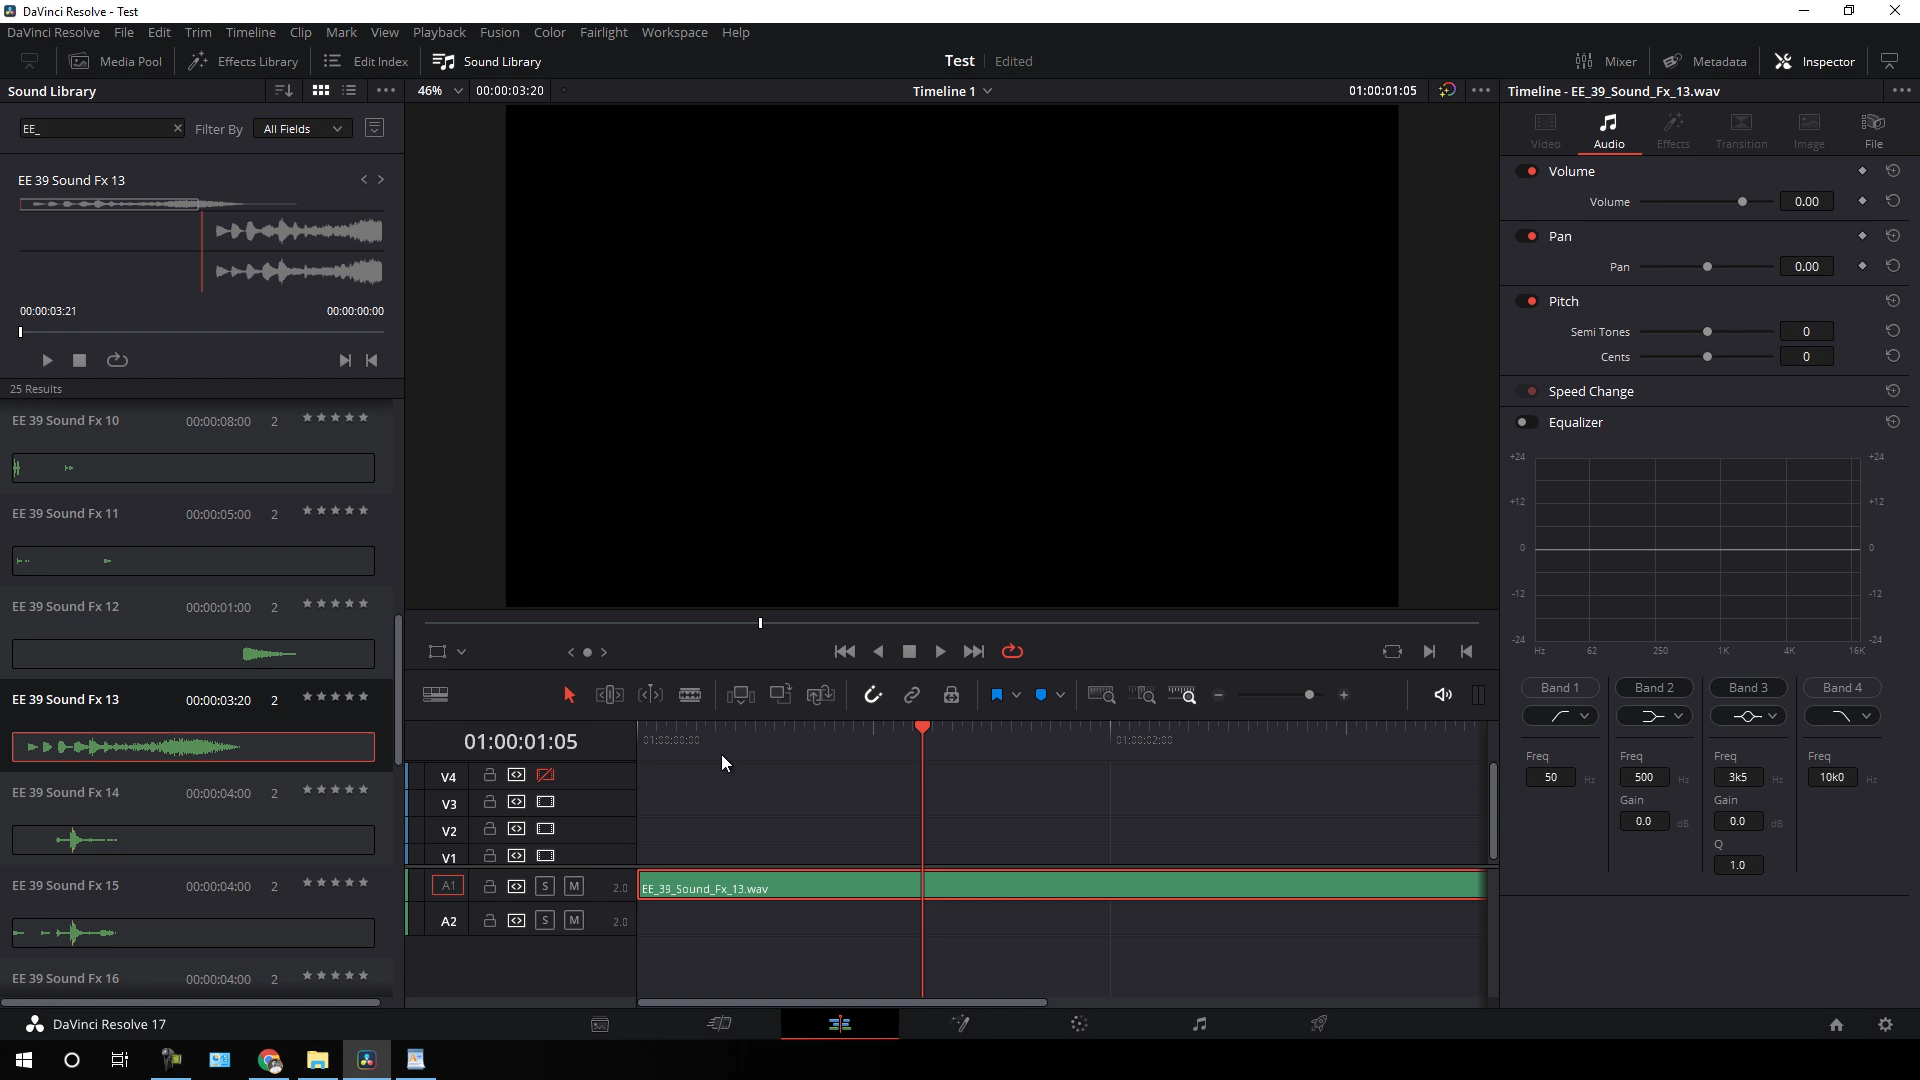 DaVinci Resolve - Test
DaVinci Resolve File Edit Trim Timeline Clip Mark View Playback Fusion Color Fairlight Workspace Help
Media Pool Effects Library Edit Index Sound Library Test Edited Mixer Metadata Inspector
Sound Library 46% 00:00:03:20 Timeline 1 01:00:01:05 Timeline - EE_39_Sound_Fx_13.wav
EE_ Filter By All Fields
Video Audio Effects Transition Image File
EE 39 Sound Fx 13
00:00:03:21 00:00:00:00
25 Results
EE 39 Sound Fx 10 00:00:08:00 2
EE 39 Sound Fx 11 00:00:05:00 2
EE 39 Sound Fx 12 00:00:01:00 2
EE 39 Sound Fx 13 00:00:03:20 2
EE 39 Sound Fx 14 00:00:04:00 2
EE 39 Sound Fx 15 00:00:04:00 2
EE 39 Sound Fx 16 00:00:04:00 2
Volume
Volume 0.00
Pan
Pan 0.00
Pitch
Semi Tones 0
Cents 0
Speed Change
Equalizer
+24 +24
+12 +12
0 0
-12 -12
-24 -24
Hz 62 250 1K 4K 16K
Band 1 Band 2 Band 3 Band 4
Freq Freq Freq Freq
50 Hz 500 Hz 3k5 Hz 10k0 Hz
Gain Gain
0.0 dB 0.0 dB
Q
1.0
01:00:01:05 01:00:00:00 01:00:02:00
V4
V3
V2
V1
A1 S M 2.0 EE_39_Sound_Fx_13.wav
A2 S M 2.0
DaVinci Resolve 17